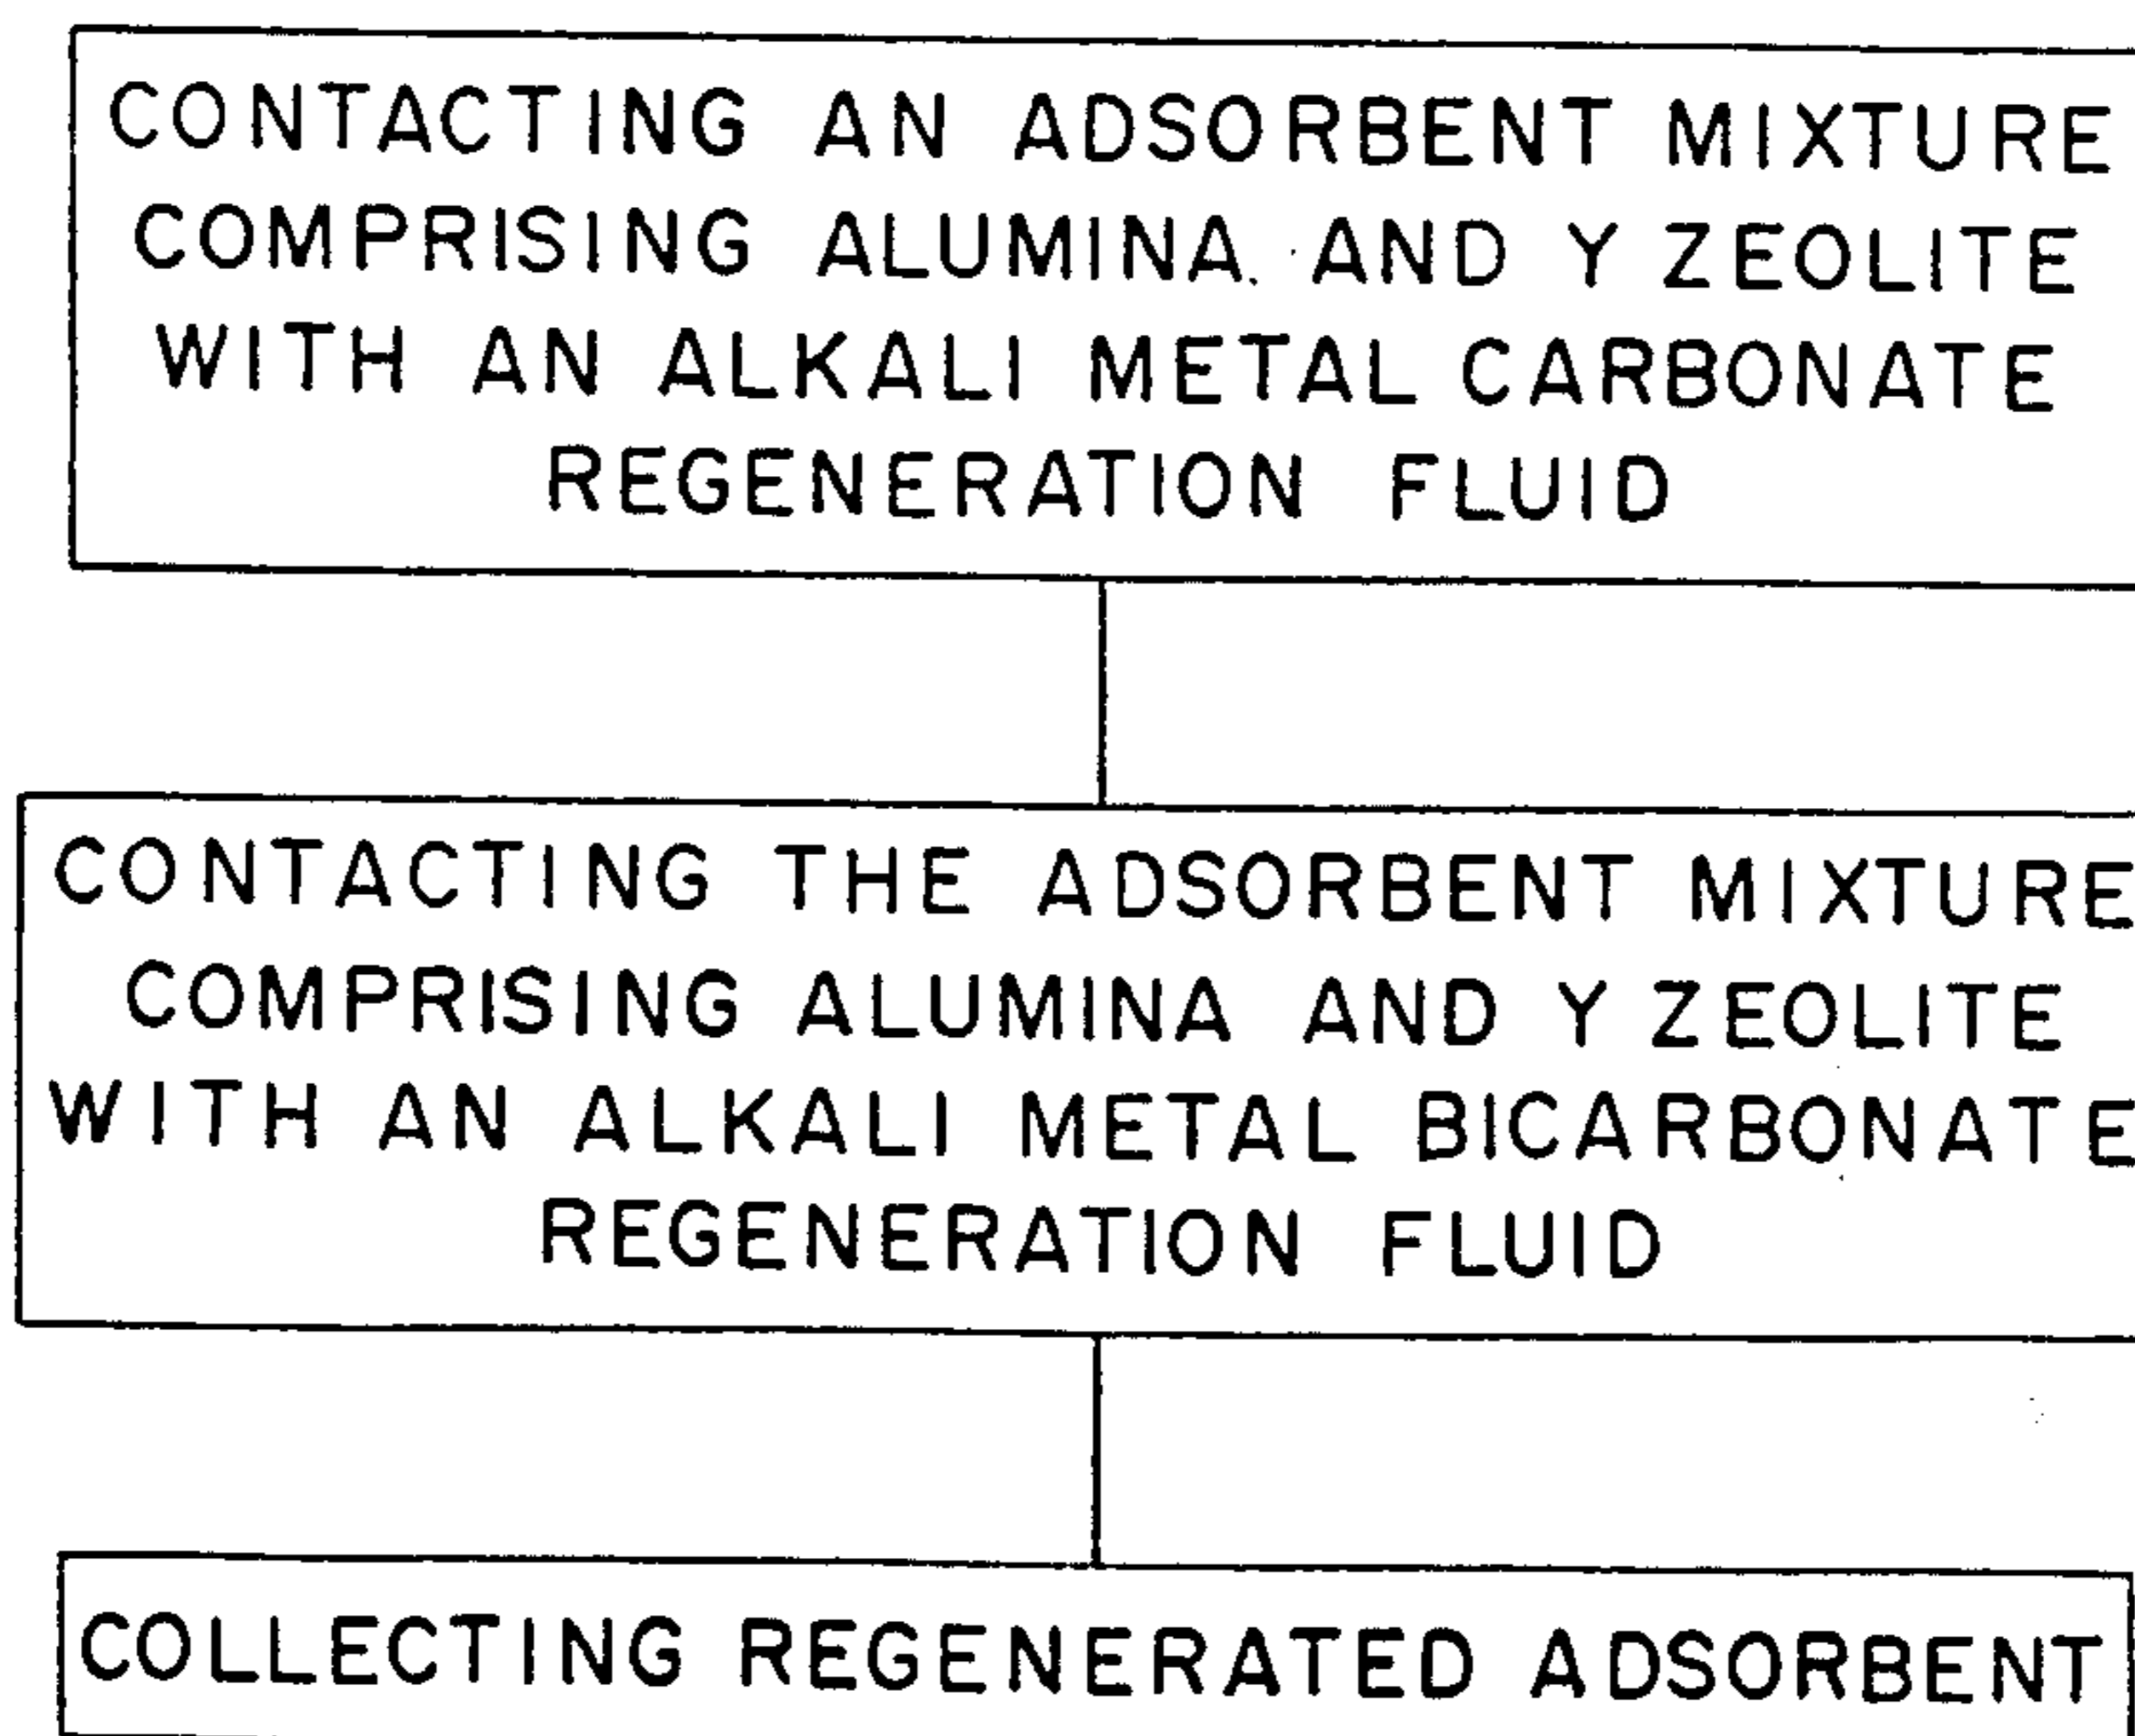 CONTACTING AN ADSORBENT MIXTURE
COMPRISING ALUMINA AND Y ZEOLITE
WITH AN ALKALI METAL CARBONATE
REGENERATION FLUID
CONTACTING THE ADSORBENT MIXTURE
COMPRISING ALUMINA AND Y ZEOLITE
WITH AN ALKALI METAL BICARBONATE
REGENERATION FLUID
COLLECTING REGENERATED ADSORBENT